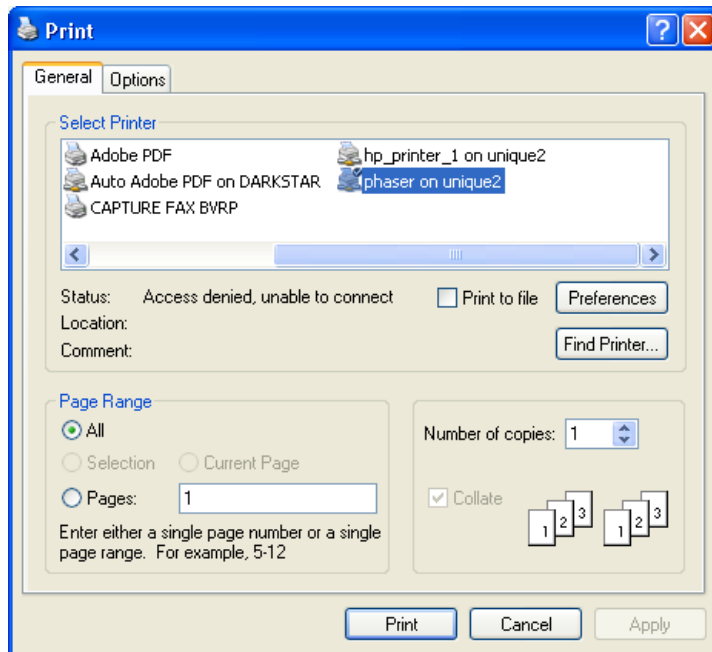 Print
General
Options
Select Printer
Adobe PDF
hp_printer_1 on unique2
Auto Adobe PDF on DARKSTAR
phaser on unique2
CAPTURE FAX BVRP
Status: Access denied, unable to connect
Print to file
Preferences
Location:
Comment:
Find Printer...
Page Range
All
Selection
Current Page
Pages: 1
Enter either a single page number or a single
page range. For example, 5-12
Number of copies: 1
Collate
1 2 3 1 2 3
Print
Cancel
Apply